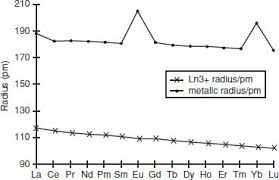 210
190
170
150
130
110
90
Radius (pm)
Ln3+ radius/pm
metallic radius/pm
La Ce Pr Nd Pm Sm Eu Gd Tb Dy Ho Er Tm Yb Lu